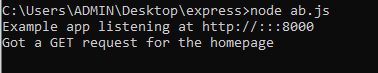 C:\Users\ADMIN\Desktop\express>node ab.js
Example app listening at http://:::8000
Got a GET request for the homepage